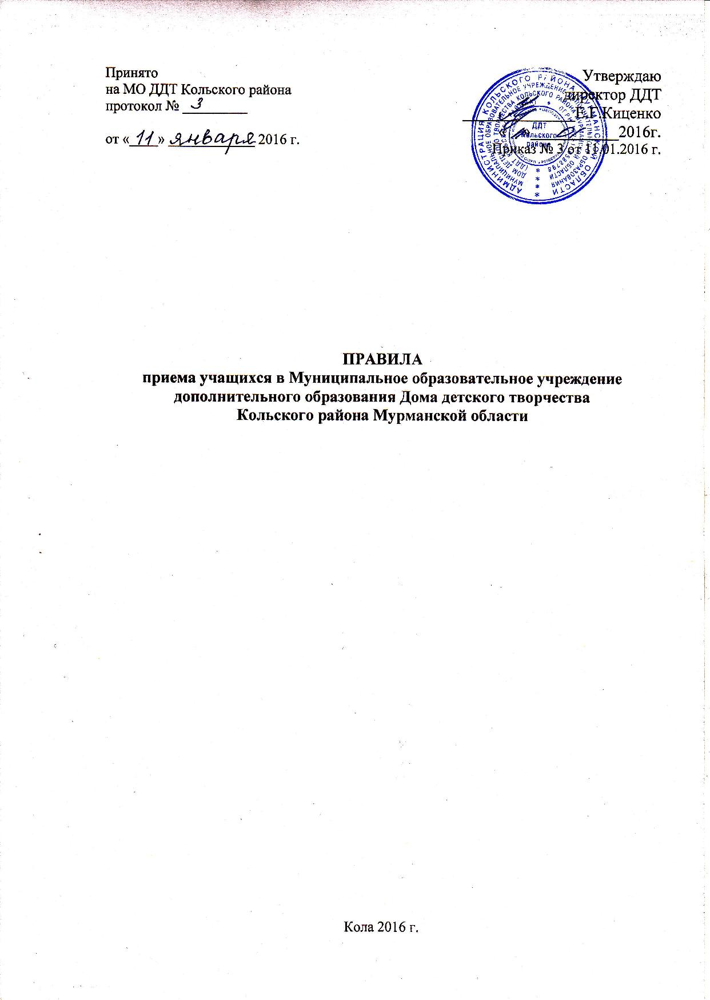 Принято
на МО ДДТ Кольского района
протокол № 3
от «11» января 2016 г.
Утверждаю
директор ДДТ
Е.Г.Киценко
« » 2016г.
Приказ № 3 от 11.01.2016 г.
АДМИНИСТРАЦИЯ КОЛЬСКОГО РАЙОНА МУРМАНСКОЙ ОБЛАСТИ
ДДТ
Кольского
района
ПРАВИЛА
приема учащихся в Муниципальное образовательное учреждение
дополнительного образования Дома детского творчества
Кольского района Мурманской области
Кола 2016 г.